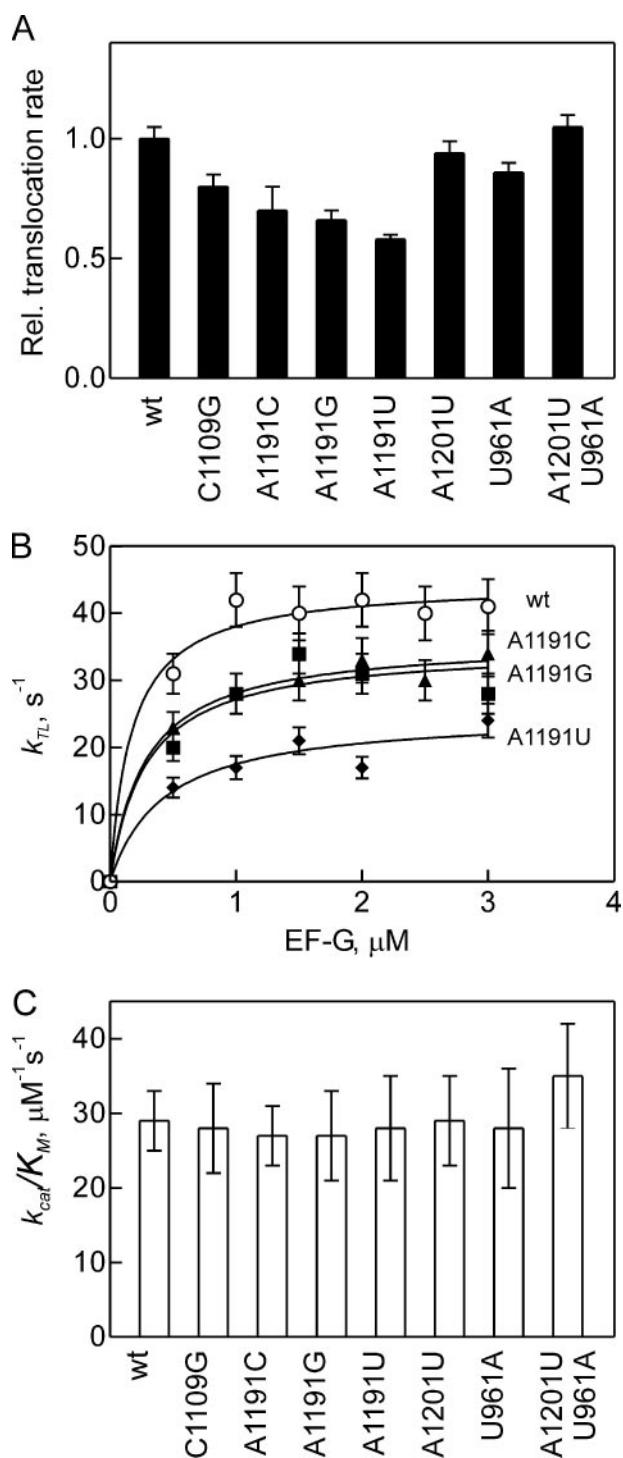 A
Rel. translocation rate
1.0
0.5
0.0
wt
C1109G
A1191C
A1191G
A1191U
A1201U
U961A
A1201U
U961A
B
k_TL, s⁻¹
50
40
30
20
10
0
wt
A1191C
A1191G
A1191U
0 1 2 3 4
EF-G, μM
C
k_cat/K_M, μM⁻¹s⁻¹
40
30
20
10
0
wt
C1109G
A1191C
A1191G
A1191U
A1201U
U961A
A1201U
U961A